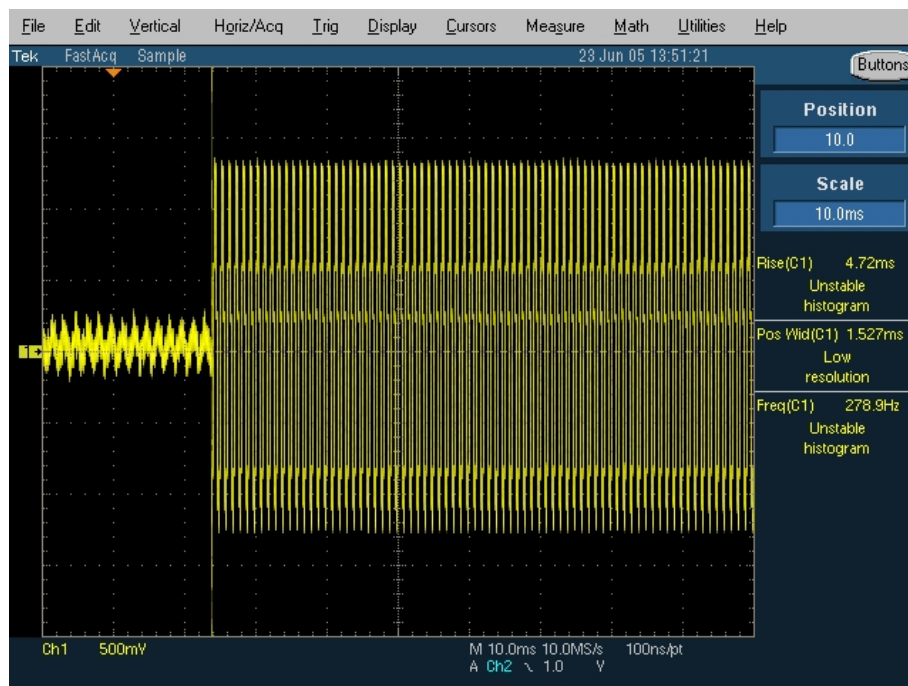 File Edit Vertical Horiz/Acq Trig Display Cursors Measure Math Utilities Help
Tek FastAcq Sample 23 Jun 05 13:51:21
Buttons
Position
10.0
Scale
10.0ms
Rise(C1) 4.72ms
Unstable
histogram
Pos Wid(C1) 1.527ms
Low
resolution
Freq(C1) 278.9Hz
Unstable
histogram
1
Ch1 500mV M 10.0ms 10.0MS/s 100ns/pt
A Ch2 1.0 V